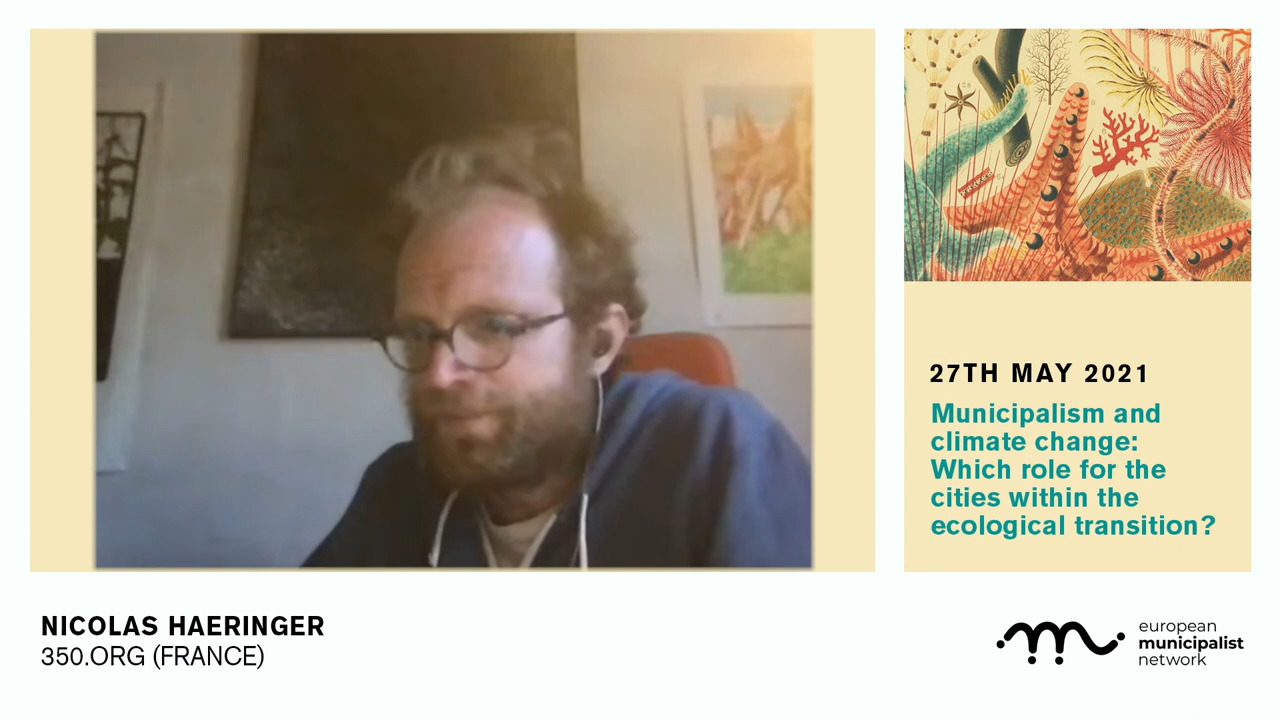 27TH MAY 2021
Municipalism and
climate change:
Which role for the
cities within the
ecological transition?
NICOLAS HAERINGER
350.ORG (FRANCE)
european
municipalist
network